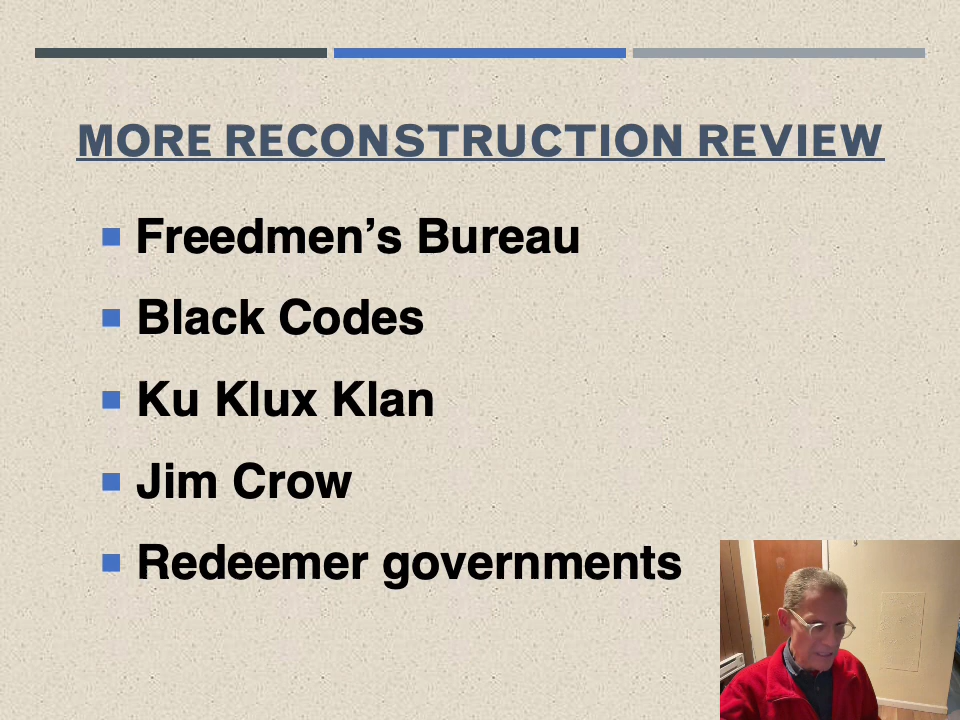 MORE RECONSTRUCTION REVIEW
Freedmen’s Bureau
Black Codes
Ku Klux Klan
Jim Crow
Redeemer governments